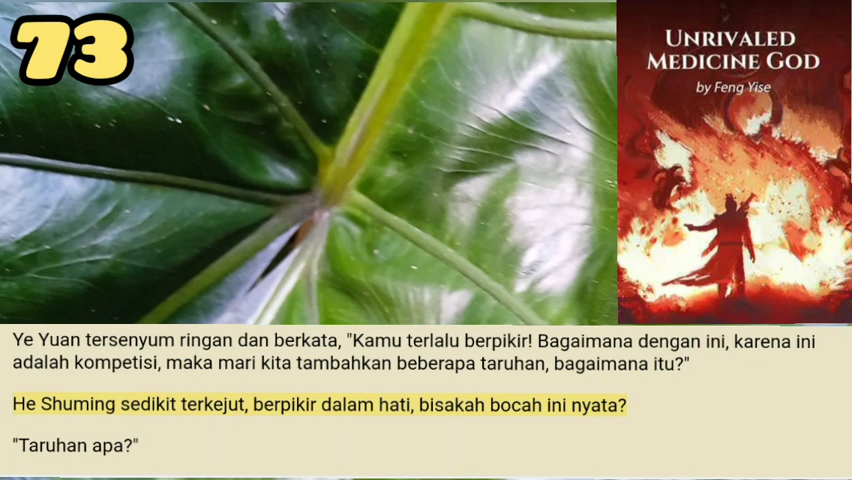 73
UNRIVALED
MEDICINE GOD
by Feng Yise
Ye Yuan tersenyum ringan dan berkata, "Kamu terlalu berpikir! Bagaimana dengan ini, karena ini
adalah kompetisi, maka mari kita tambahkan beberapa taruhan, bagaimana itu?"
He Shuming sedikit terkejut, berpikir dalam hati, bisakah bocah ini nyata?
"Taruhan apa?"